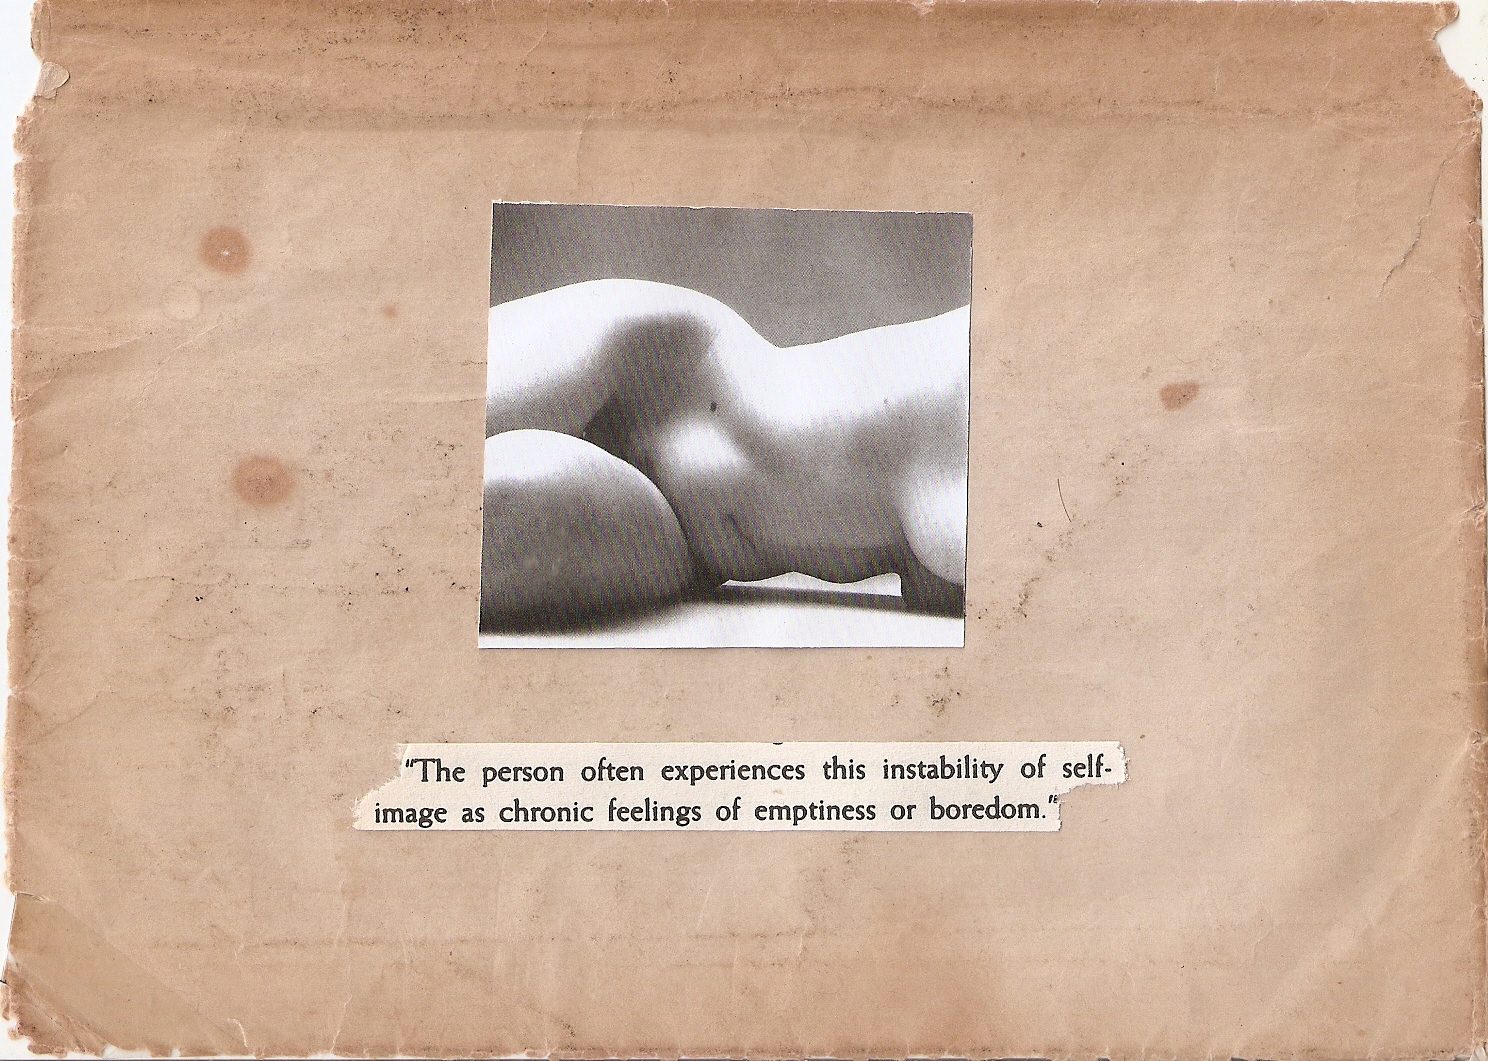 "The person often experiences this instability of self-
image as chronic feelings of emptiness or boredom."